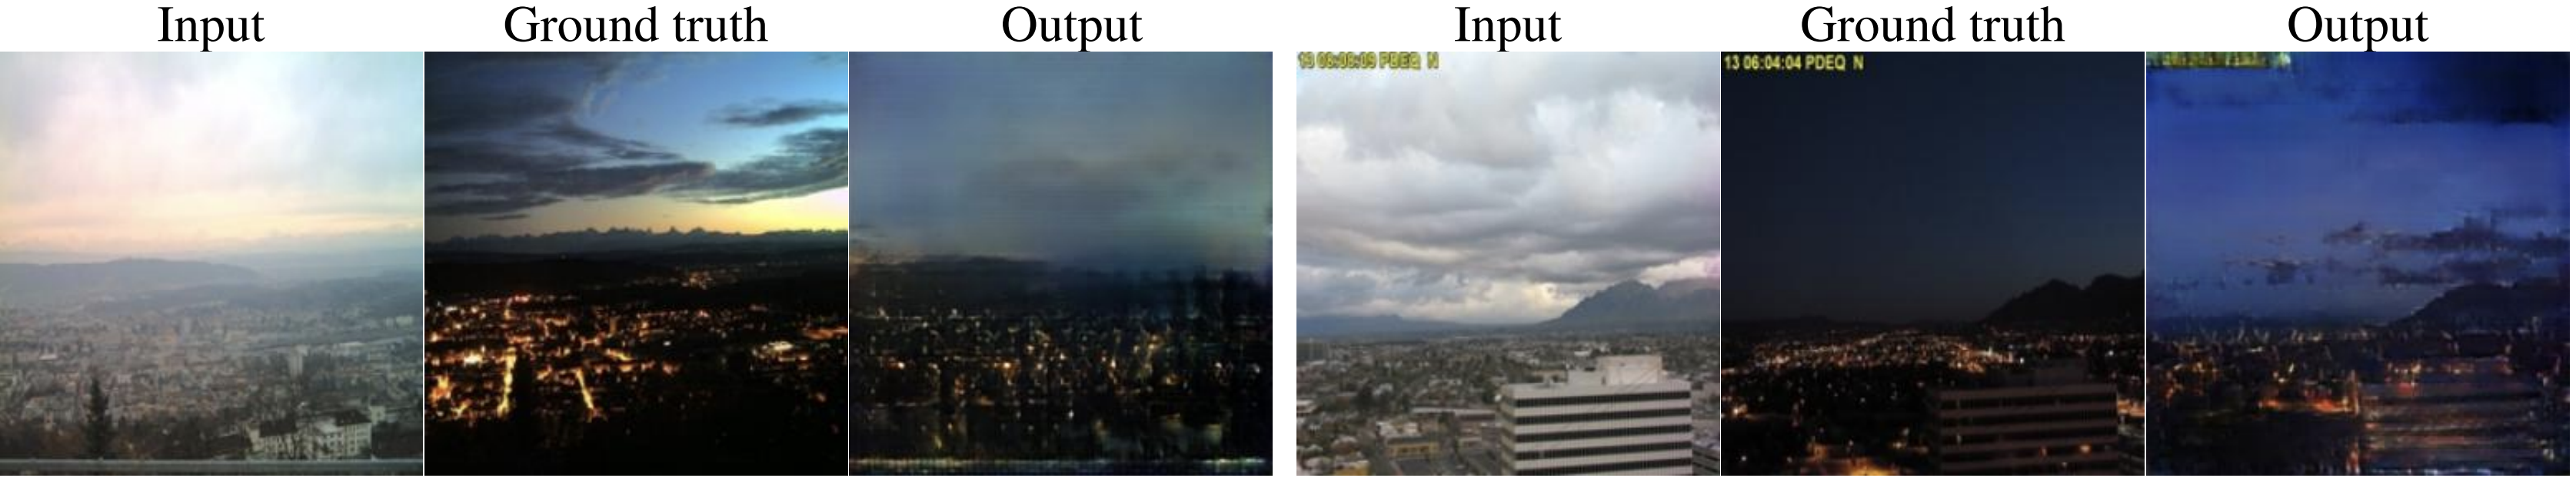 Input Ground truth Output Input Ground truth Output
13 06:04:04 PDEQ N